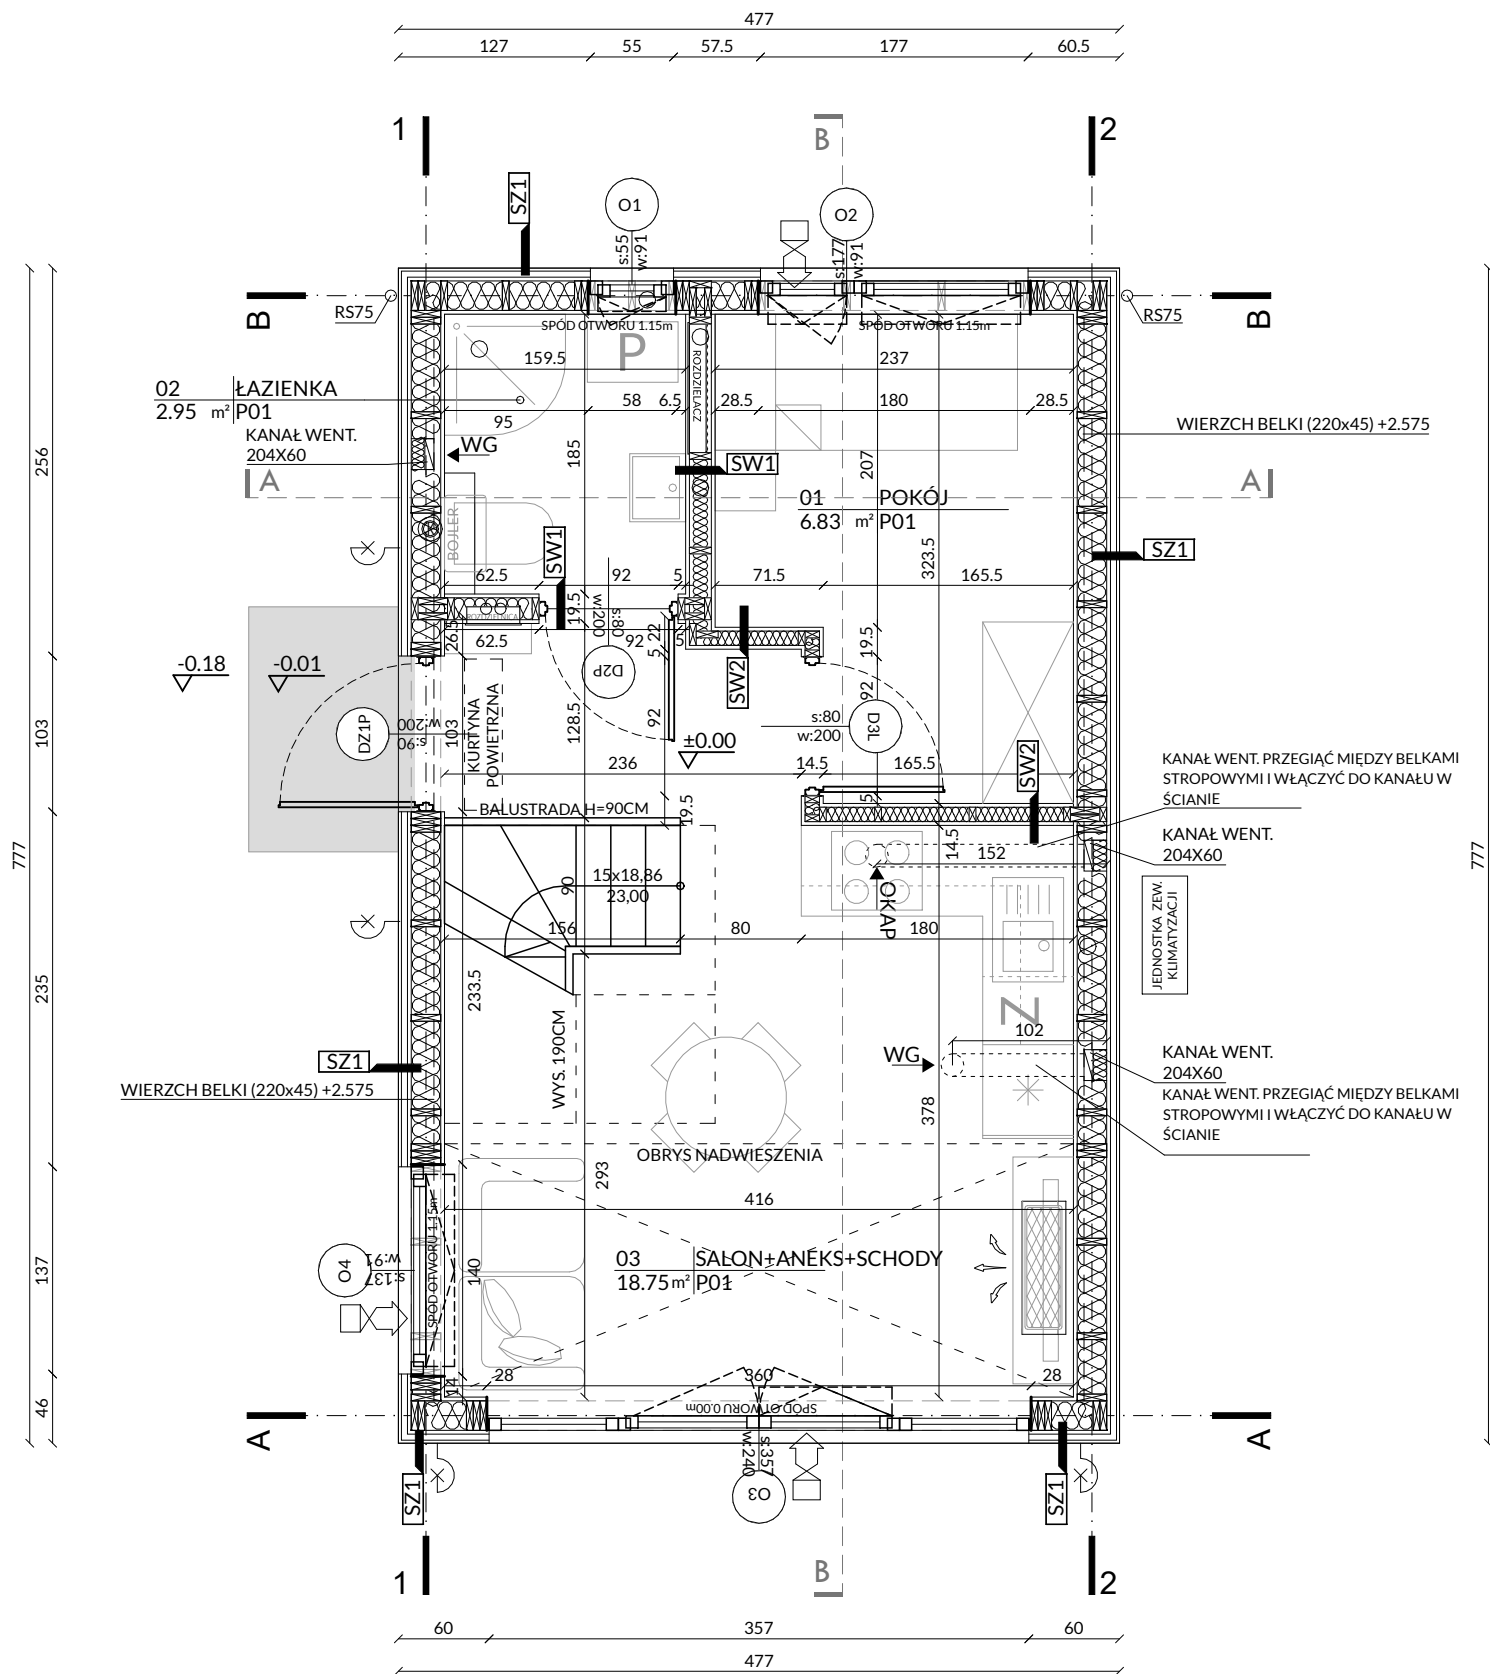 477
127 55 57.5 177 60.5
1 B 2
SZ1
O1
O2
s:55
w:91
s:177
w:91
B
RS75
RS75
B
SPÓD OTWORU 1.15m
SPÓD OTWORU 1.15m
P
ROZDZIELACZ
159.5
237
02 ŁAZIENKA
2.95 m² P01
58 6.5 28.5 180 28.5
95
KANAŁ WENT.
204X60
WG
WIERZCH BELKI (220x45) +2.575
256
185
207
SW1
A
A
01 POKÓJ
6.83 m² P01
BOJLER
SW1
323.5
SZ1
62.5 92 5 71.5 165.5
19.5
w:200
s:80
ROZDZIELNICA
26.5
62.5 92 5
22
5
19.5
-0.18
-0.01
D2P
SW2
92
DZ1P
w:200
s:90
103
103
KURTYNA
POWIETRZNA
128.5
92
±0.00
s:80
w:200
D3L
SW2
236 14.5 165.5
5
KANAŁ WENT. PRZEGIĄĆ MIĘDZY BELKAMI
STROPOWYMI I WŁĄCZYĆ DO KANAŁU W
ŚCIANIE
BALUSTRADA H=90CM
19.5
14.5
152
KANAŁ WENT.
204X60
777
777
90
15x18,86
23,00
OKAP
JEDNOSTKA ZEW.
KLIMATYZACJI
156 80 180
235
233.5
Z
102
WYS. 190CM
WG
SZ1
KANAŁ WENT.
204X60
WIERZCH BELKI (220x45) +2.575
KANAŁ WENT. PRZEGIĄĆ MIĘDZY BELKAMI
STROPOWYMI I WŁĄCZYĆ DO KANAŁU W
ŚCIANIE
378
OBRYS NADWIESZENIA
293
416
SPÓD OTWORU 1.15m
03 SALON+ANEKS+SCHODY
18.75 m² P01
O4
w:91
s:137
137
140
28 360 28
14
46
SPÓD OTWORU 0.00m
A
A
w:240
s:357
O3
SZ1
SZ1
1 B 2
60 357 60
477